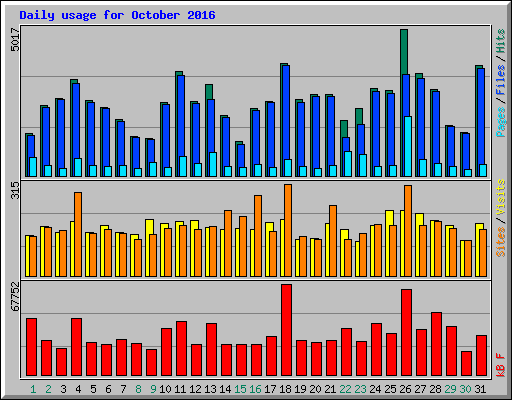 Daily usage for October 2016
5017
Pages / Files / Hits
315
Sites / Visits
67752
kB F
1 2 3 4 5 6 7 8 9 10 11 12 13 14 15 16 17 18 19 20 21 22 23 24 25 26 27 28 29 30 31